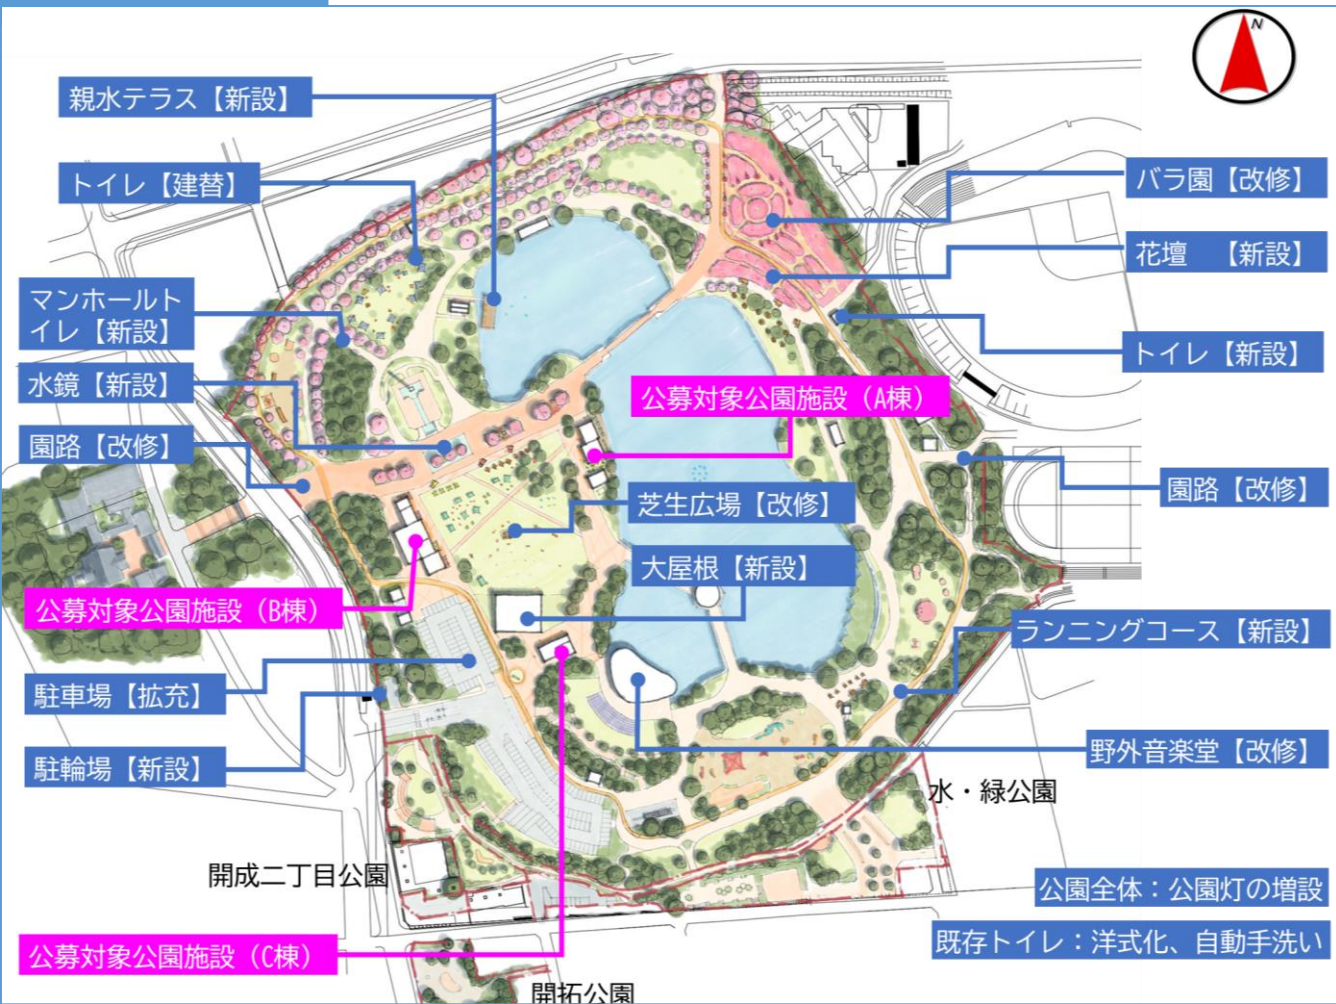 N
親水テラス【新設】
トイレ【建替】
マンホールト
イレ【新設】
水鏡【新設】
園路【改修】
公募対象公園施設（B棟）
駐車場【拡充】
駐輪場【新設】
開成二丁目公園
公募対象公園施設（C棟）
開拓公園
公募対象公園施設（A棟）
芝生広場【改修】
大屋根【新設】
バラ園【改修】
花壇　【新設】
トイレ【新設】
園路【改修】
ランニングコース【新設】
野外音楽堂【改修】
水・緑公園
公園全体：公園灯の増設
既存トイレ：洋式化、自動手洗い